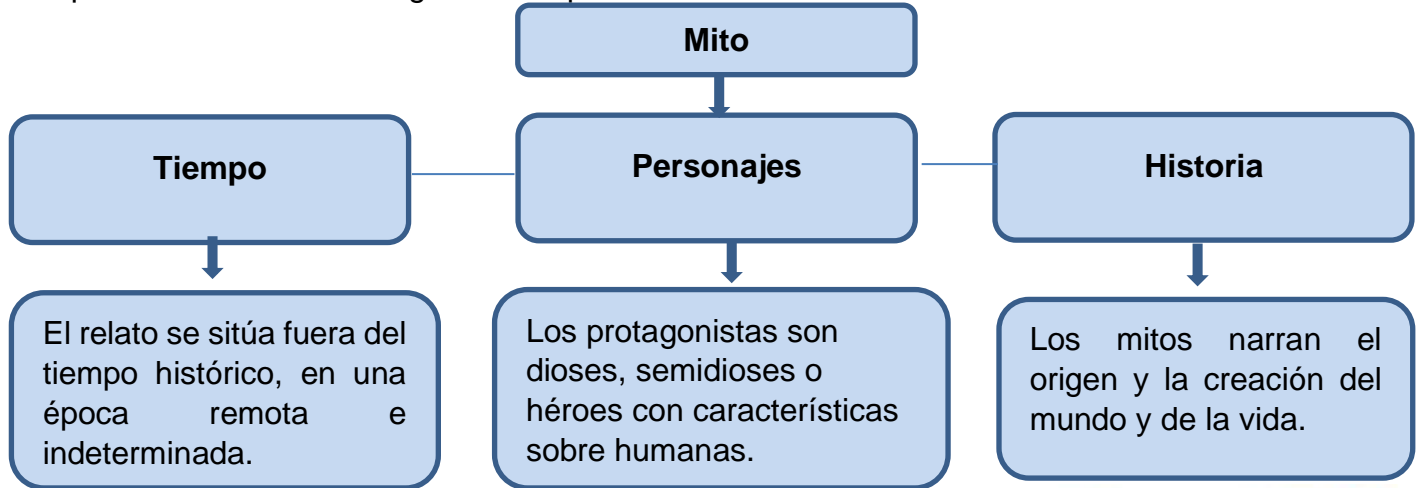 Mito
Tiempo
Personajes
Historia
El relato se sitúa fuera del
tiempo histórico, en una
época remota e
indeterminada.
Los protagonistas son
dioses, semidioses o
héroes con características
sobre humanas.
Los mitos narran el
origen y la creación del
mundo y de la vida.